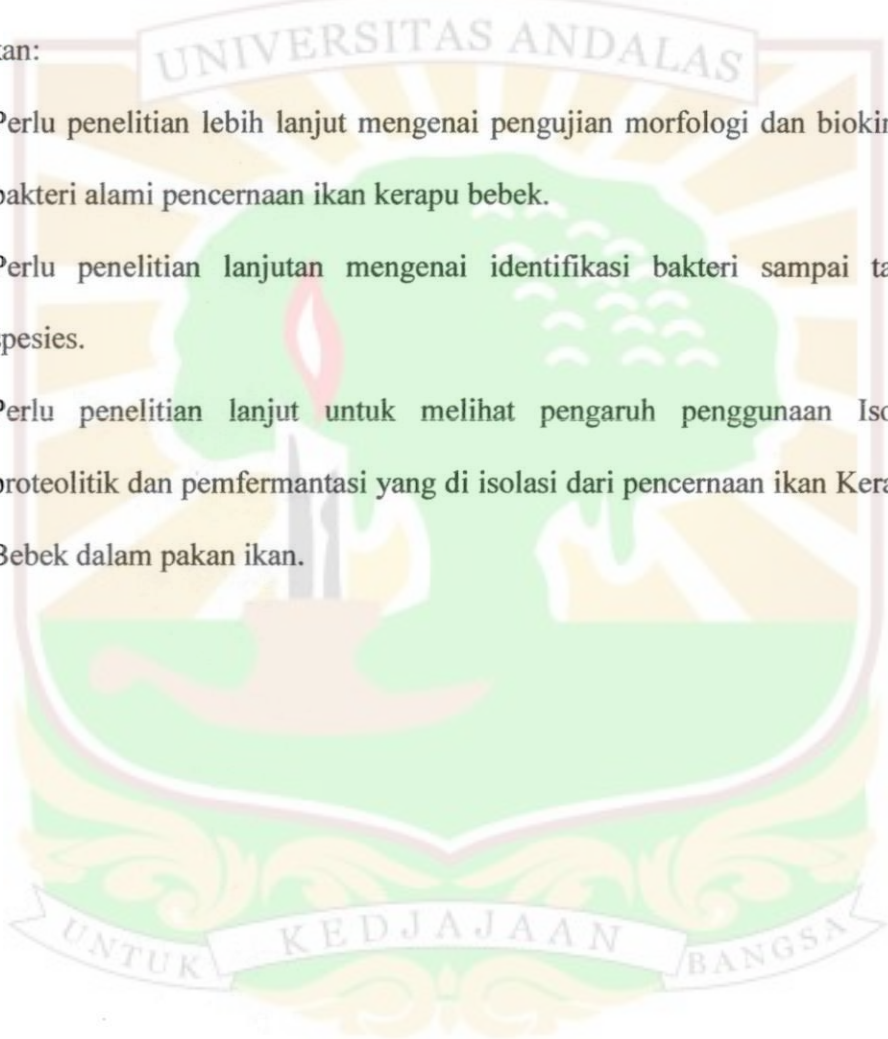 UNIVERSITAS ANDALAS
kan:
Perlu penelitian lebih lanjut mengenai pengujian morfologi dan biokim
bakteri alami pencernaan ikan kerapu bebek.
Perlu penelitian lanjutan mengenai identifikasi bakteri sampai ta
spesies.
Perlu penelitian lanjut untuk melihat pengaruh penggunaan Iso
proteolitik dan pemfermantasi yang di isolasi dari pencernaan ikan Kera
Bebek dalam pakan ikan.
UNTUK KEDJAJAAN BANGSA